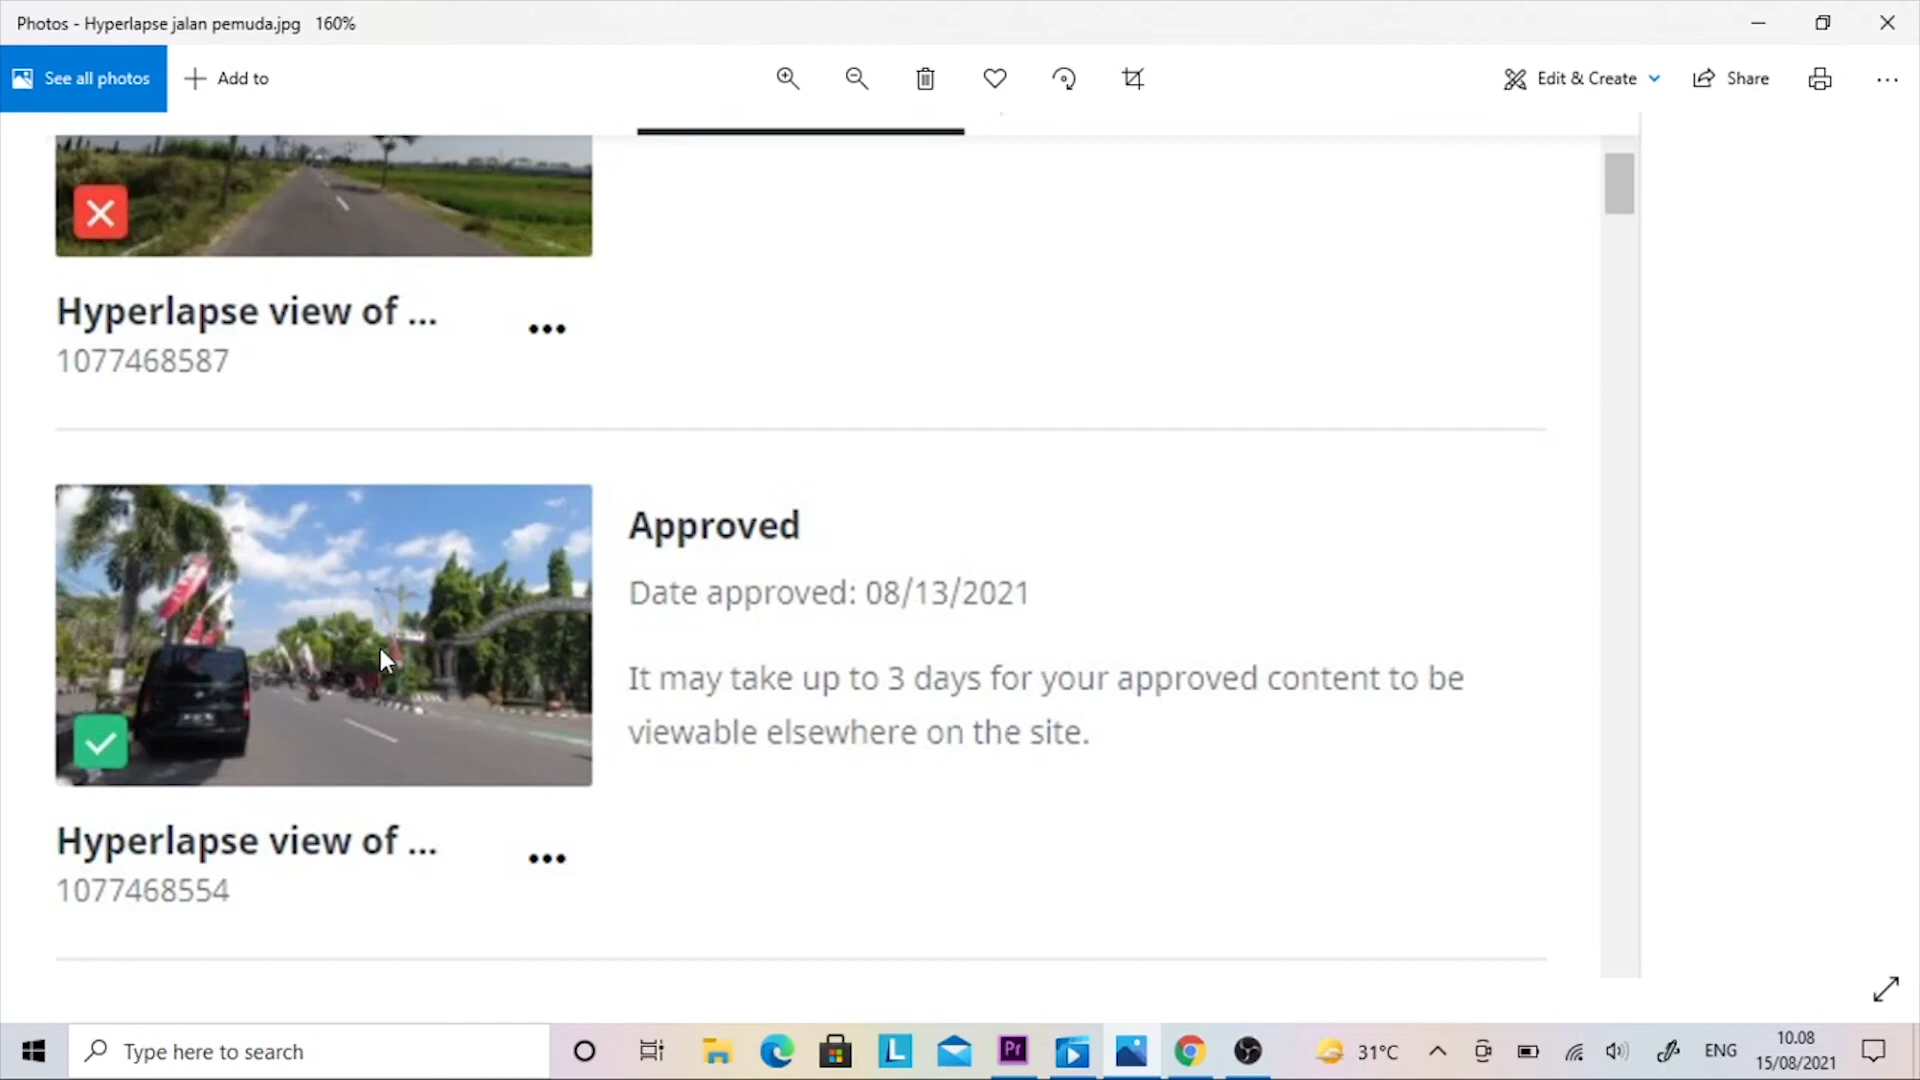 Photos - Hyperlapse jalan pemuda.jpg 160%
See all photos
Add to
Edit & Create
Share
Hyperlapse view of ...
1077468587
Approved
Date approved: 08/13/2021
It may take up to 3 days for your approved content to be
viewable elsewhere on the site.
Hyperlapse view of ...
1077468554
Type here to search
L
Pr
31°C
ENG
10.08
15/08/2021